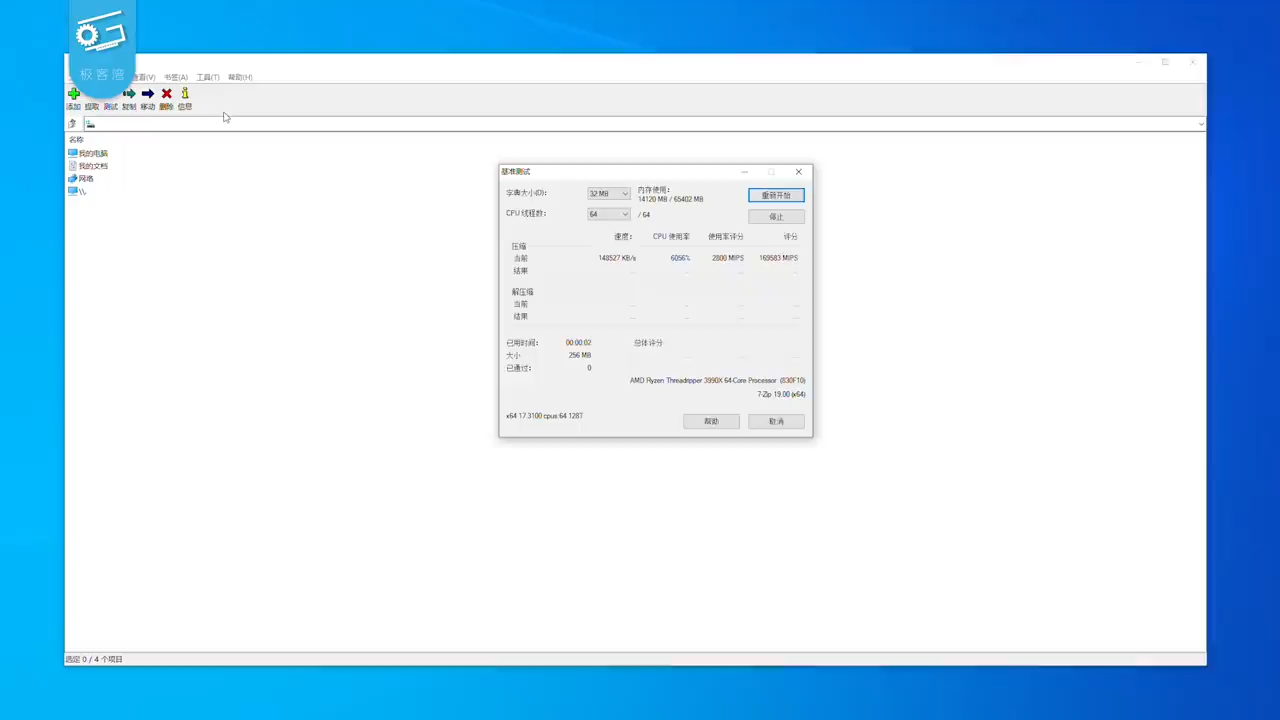 极客湾
查看(V) 书签(A) 工具(T) 帮助(H)
添加 提取 测试 复制 移动 删除 信息
名称
我的电脑
我的文档
网络
\\.
基准测试
字典大小(D): 32 MB 内存使用: 重新开始
14120 MB / 65402 MB
CPU 线程数: 64 / 64 停止
速度: CPU 使用率 使用率评分 评分
压缩
当前 148527 KB/s 6056% 2800 MIPS 169583 MIPS
结果 ... ... ... ...
解压缩
当前 ... ... ... ...
结果 ... ... ... ...
已用时间: 00:00:02 总体评分
大小 256 MB ... ... ...
已通过: 0
AMD Ryzen Threadripper 3990X 64-Core Processor (830F10)
7-Zip 19.00 (x64)
x64 17.3100 cpus:64 128T
帮助 取消
选定 0 / 4 个项目